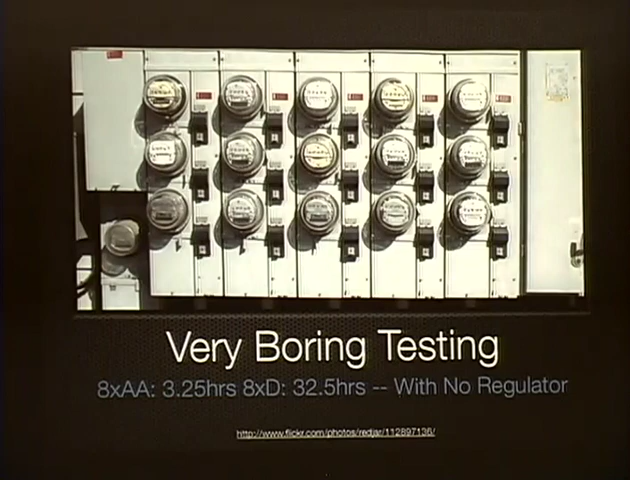 Very Boring Testing
8xAA: 3.25hrs 8xD: 32.5hrs -- With No Regulator
http://www.flickr.com/photos/redjar/112897136/